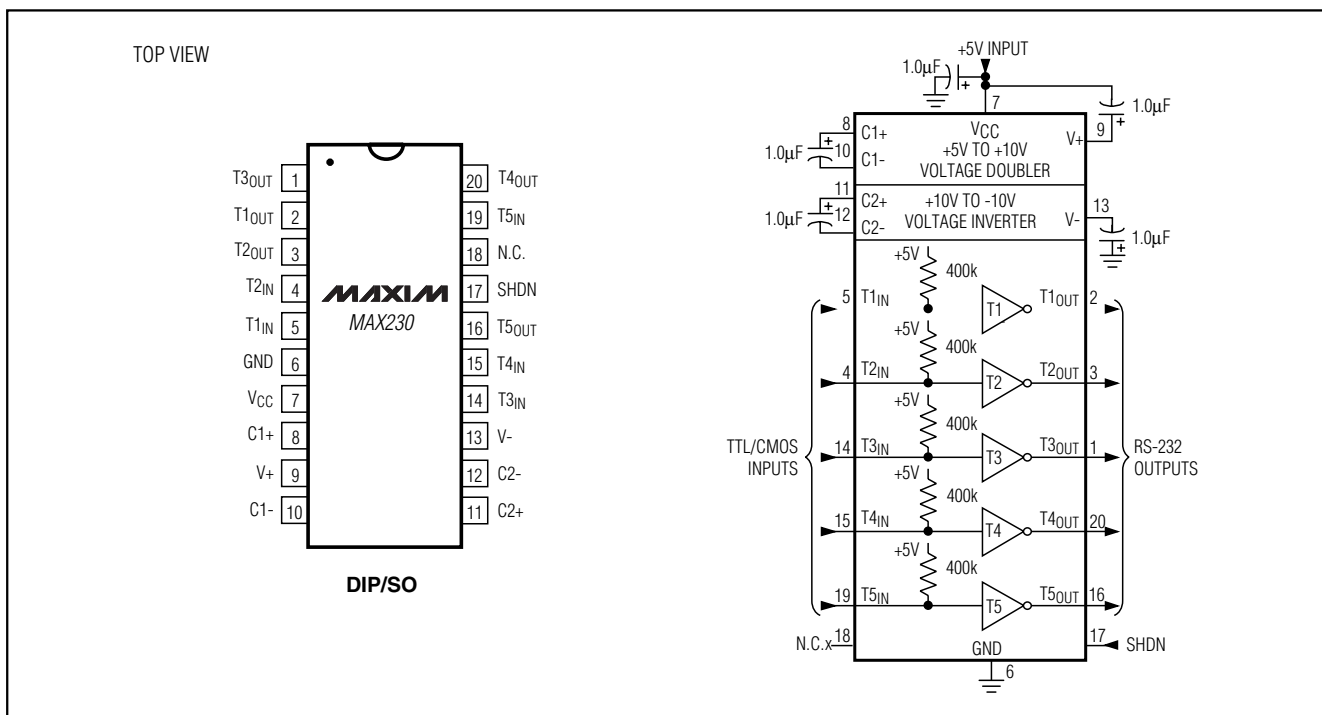 TOP VIEW
T3OUT 1
T1OUT 2
T2OUT 3
T2IN 4
T1IN 5
GND 6
VCC 7
C1+ 8
V+ 9
C1- 10
20 T4OUT
19 T5IN
18 N.C.
17 SHDN
16 T5OUT
15 T4IN
14 T3IN
13 V-
12 C2-
11 C2+
MAXIM
MAX230
DIP/SO
+5V INPUT
1.0µF +
7
1.0µF +
8 C1+
10 C1-
1.0µF +
VCC
+5V TO +10V
VOLTAGE DOUBLER
V+ 9
11 C2+
12 C2-
1.0µF +
+10V TO -10V
VOLTAGE INVERTER
V- 13
1.0µF +
+5V
400k
5 T1IN T1 T1OUT 2
+5V
400k
4 T2IN T2 T2OUT 3
+5V
400k
14 T3IN T3 T3OUT 1
TTL/CMOS
INPUTS
RS-232
OUTPUTS
+5V
400k
15 T4IN T4 T4OUT 20
+5V
400k
19 T5IN T5 T5OUT 16
N.C.x 18
17 SHDN
GND
6